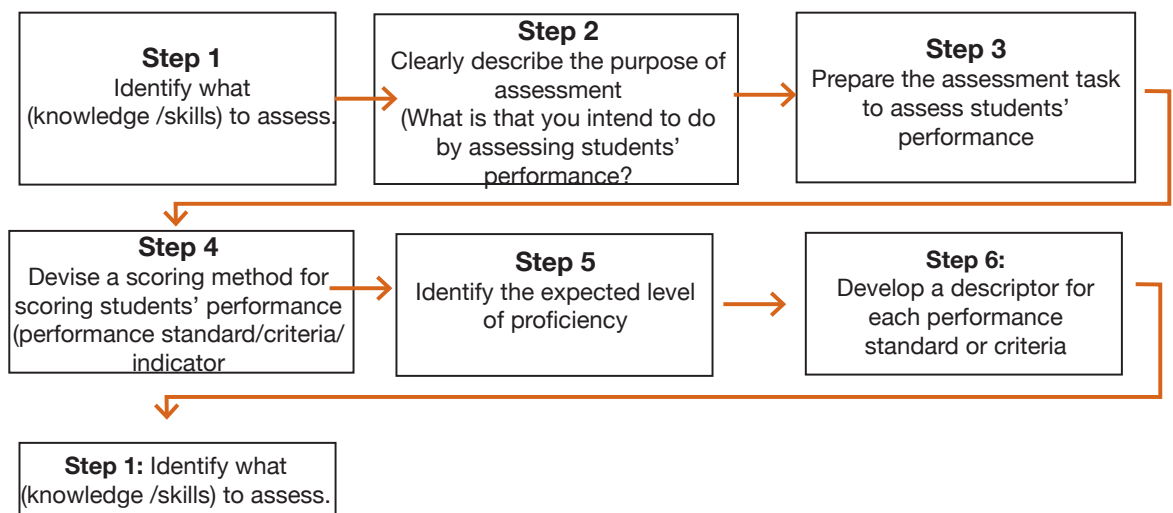 Step 1
Identify what
(knowledge /skills) to assess.
Step 2
Clearly describe the purpose of
assessment
(What is that you intend to do
by assessing students’
performance?
Step 3
Prepare the assessment task
to assess students’
performance
Step 4
Devise a scoring method for
scoring students’ performance
(performance standard/criteria/
indicator
Step 5
Identify the expected level
of proficiency
Step 6:
Develop a descriptor for
each performance
standard or criteria
Step 1: Identify what
(knowledge /skills) to assess.